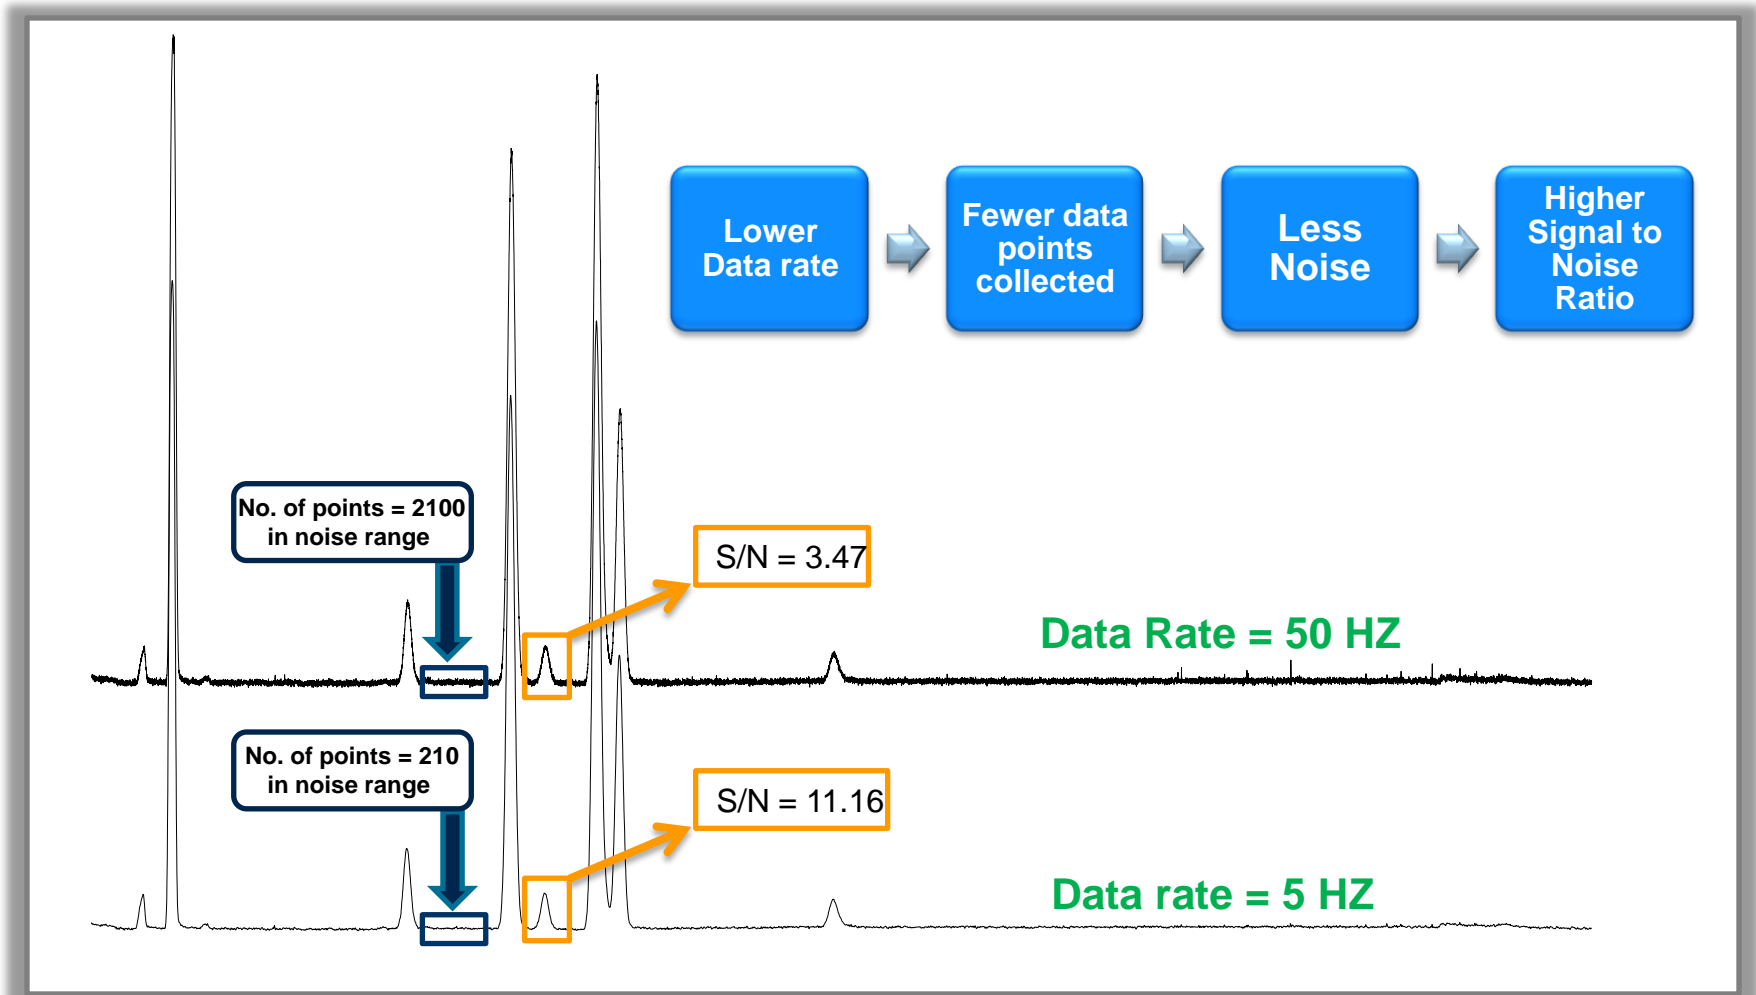 Lower
Data rate
Fewer data
points
collected
Less
Noise
Higher
Signal to
Noise
Ratio
No. of points = 2100
in noise range
S/N = 3.47
Data Rate = 50 HZ
No. of points = 210
in noise range
S/N = 11.16
Data rate = 5 HZ